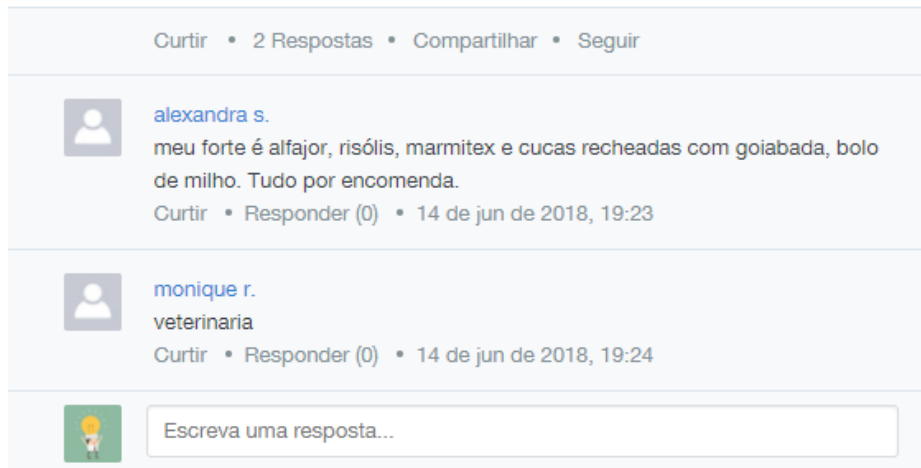 Curtir • 2 Respostas • Compartilhar • Seguir
alexandra s.
meu forte é alfajor, risólis, marmitex e cucas recheadas com goiabada, bolo
de milho. Tudo por encomenda.
Curtir • Responder (0) • 14 de jun de 2018, 19:23
monique r.
veterinaria
Curtir • Responder (0) • 14 de jun de 2018, 19:24
Escreva uma resposta...